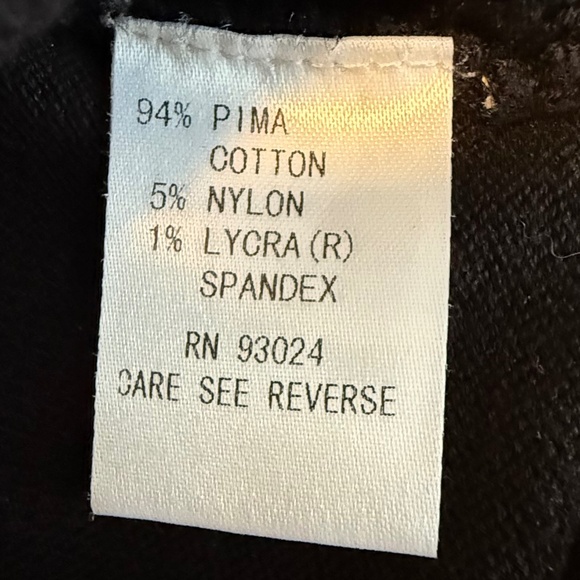 94% PIMA
COTTON
5% NYLON
1% LYCRA(R)
SPANDEX
RN 93024
CARE SEE REVERSE